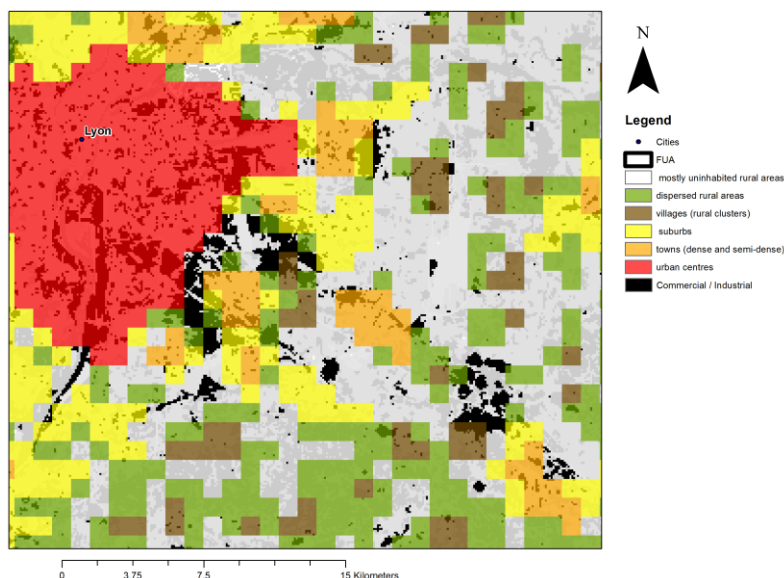 Lyon
N
Legend
Cities
FUA
mostly uninhabited rural areas
dispersed rural areas
villages (rural clusters)
suburbs
towns (dense and semi-dense)
urban centres
Commercial / Industrial
0 3.75 7.5 15 Kilometers